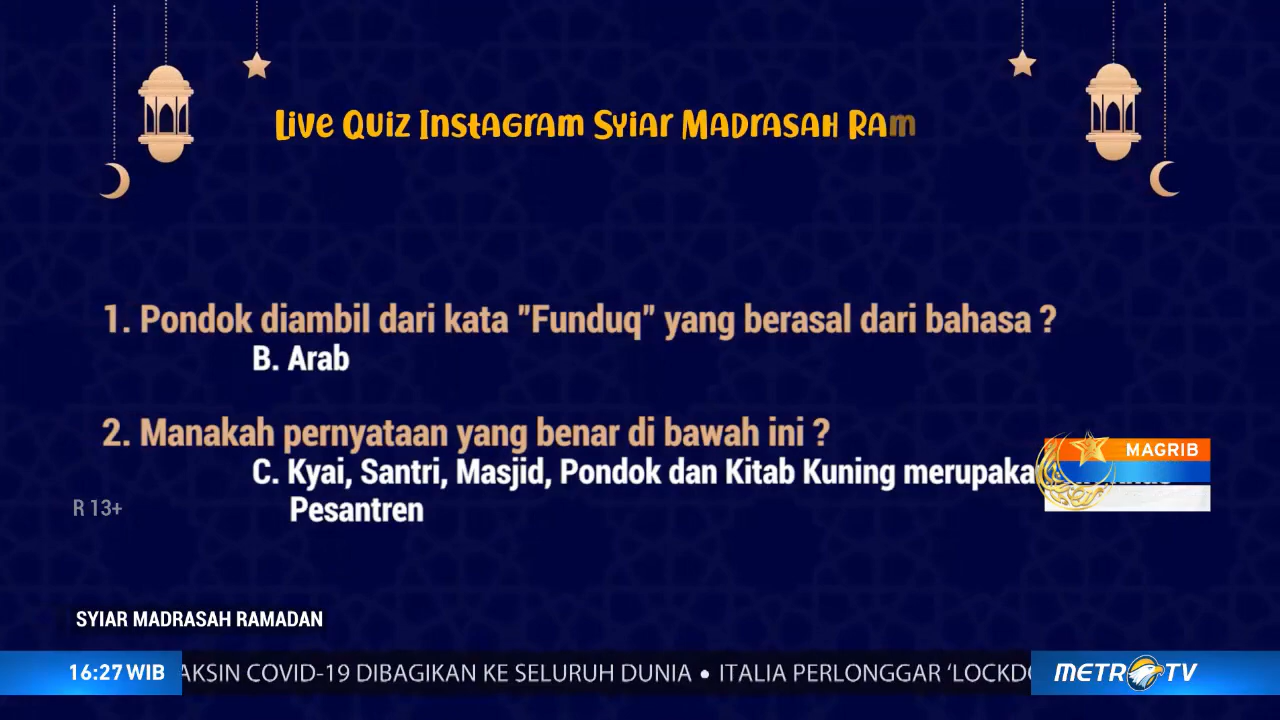 Live Quiz Instagram Syiar Madrasah Ram
1. Pondok diambil dari kata "Funduq" yang berasal dari bahasa ?
B. Arab
2. Manakah pernyataan yang benar di bawah ini ?
C. Kyai, Santri, Masjid, Pondok dan Kitab Kuning merupaka
Pesantren
MAGRIB
R 13+
SYIAR MADRASAH RAMADAN
16:27 WIB
AKSIN COVID-19 DIBAGIKAN KE SELURUH DUNIA • ITALIA PERLONGGAR 'LOCKDO
METRO TV